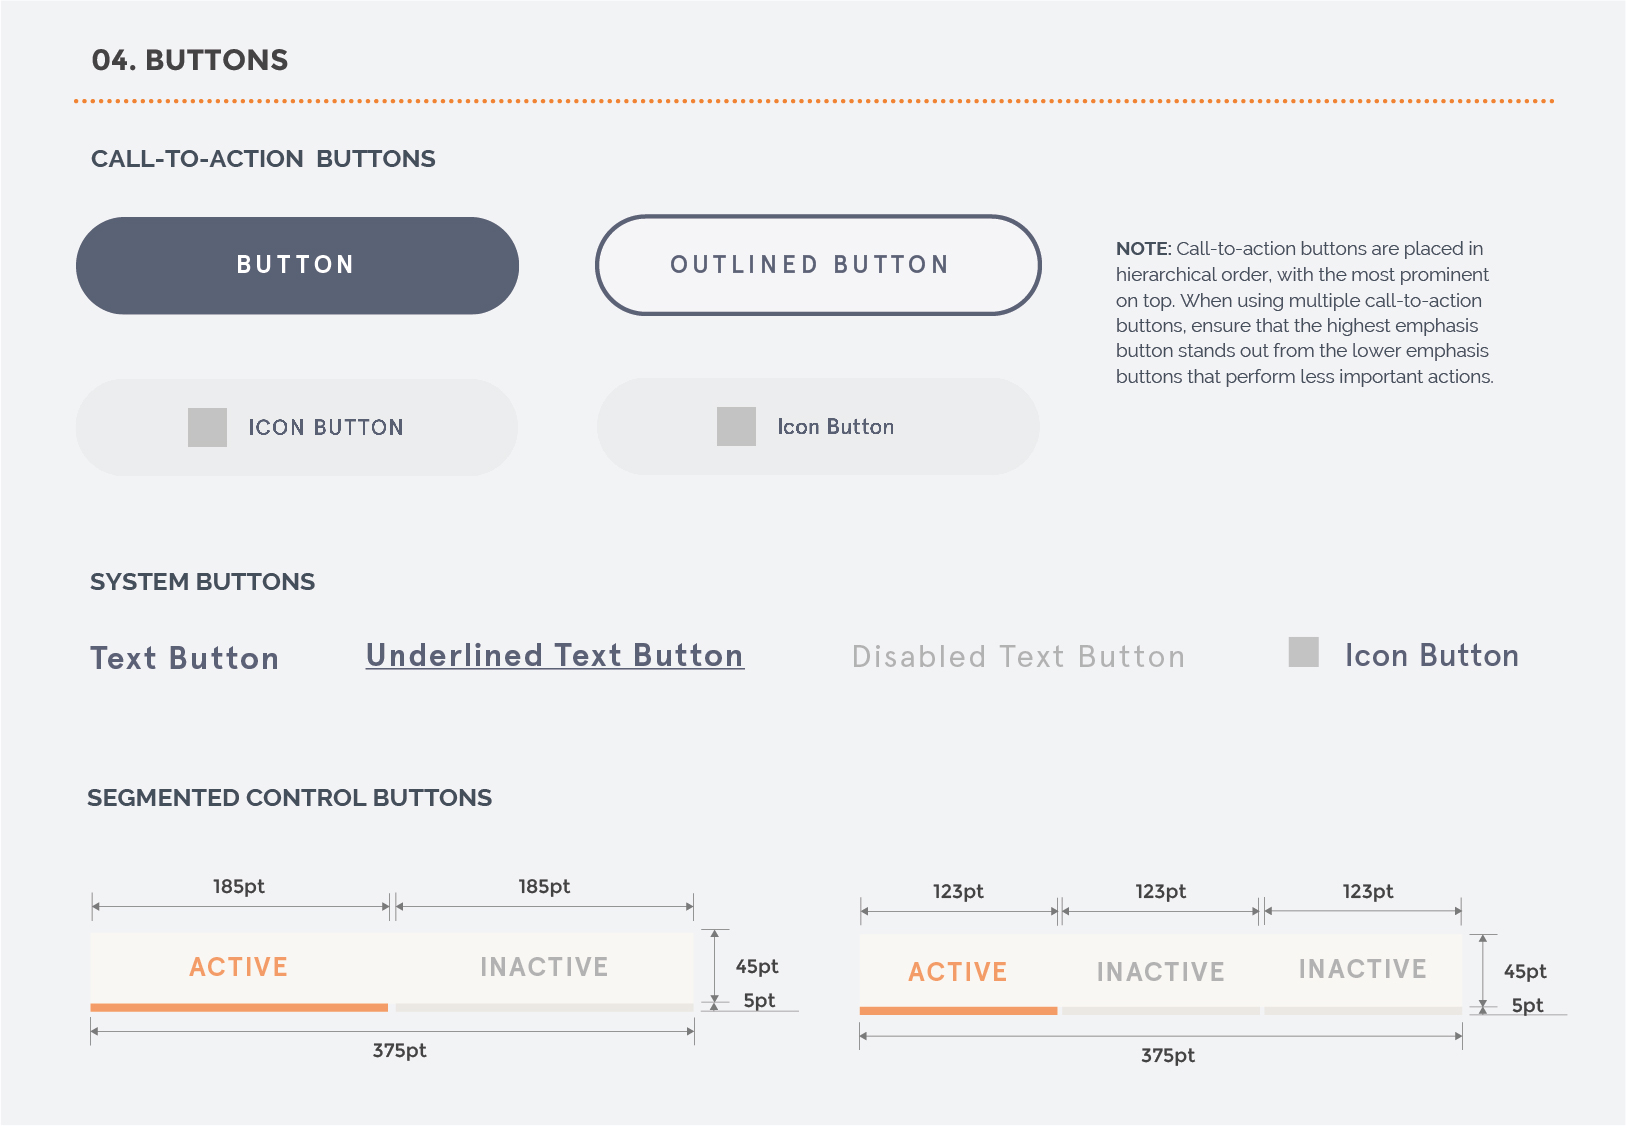 04. BUTTONS
CALL-TO-ACTION BUTTONS
BUTTON
OUTLINED BUTTON
NOTE: Call-to-action buttons are placed in
hierarchical order, with the most prominent
on top. When using multiple call-to-action
buttons, ensure that the highest emphasis
button stands out from the lower emphasis
buttons that perform less important actions.
ICON BUTTON
Icon Button
SYSTEM BUTTONS
Text Button
Underlined Text Button
Disabled Text Button
Icon Button
SEGMENTED CONTROL BUTTONS
185pt
185pt
ACTIVE
INACTIVE
45pt
5pt
375pt
123pt
123pt
123pt
ACTIVE
INACTIVE
INACTIVE
45pt
5pt
375pt